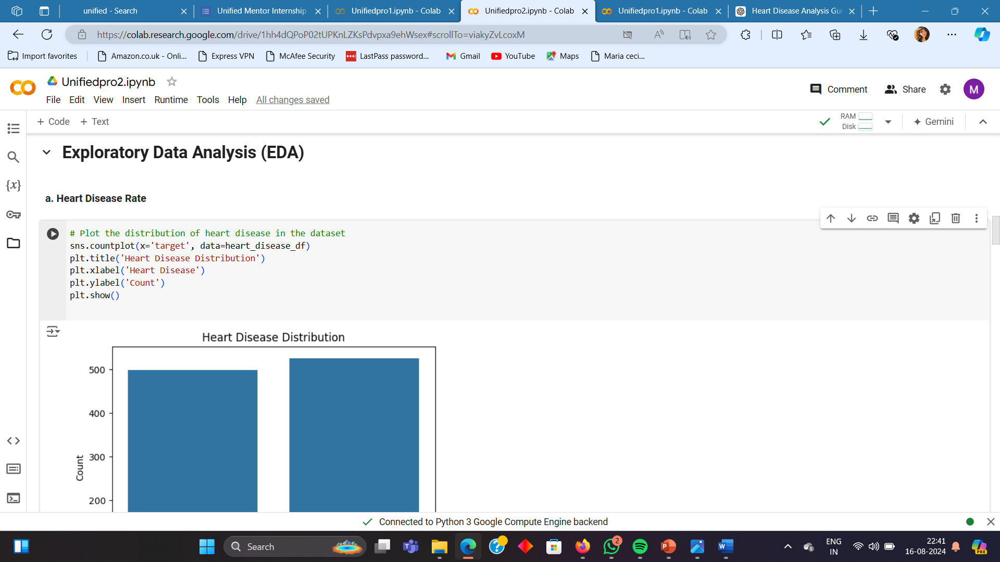 unified - Search
Unified Mentor Internship
Unifiedpro1.ipynb - Colab
Unifiedpro2.ipynb - Colab
Unifiedpro1.ipynb - Colab
Heart Disease Analysis Gui
https://colab.research.google.com/drive/1hh4dQPoP02tUPKnLZKsPdvpxa9ehWsex#scrollTo=viakyZvLcoxM
Import favorites
Amazon.co.uk - Onli...
Express VPN
McAfee Security
LastPass password...
Gmail
YouTube
Maps
Maria ceci...
Unifiedpro2.ipynb
Comment
Share
M
File Edit View Insert Runtime Tools Help All changes saved
+ Code + Text
RAM
Disk
Gemini
Exploratory Data Analysis (EDA)
{x}
a. Heart Disease Rate
# Plot the distribution of heart disease in the dataset
sns.countplot(x='target', data=heart_disease_df)
plt.title('Heart Disease Distribution')
plt.xlabel('Heart Disease')
plt.ylabel('Count')
plt.show()
Heart Disease Distribution
500
400
300
200
Count
Connected to Python 3 Google Compute Engine backend
Search
2
ENG
IN
22:41
16-08-2024
PRE